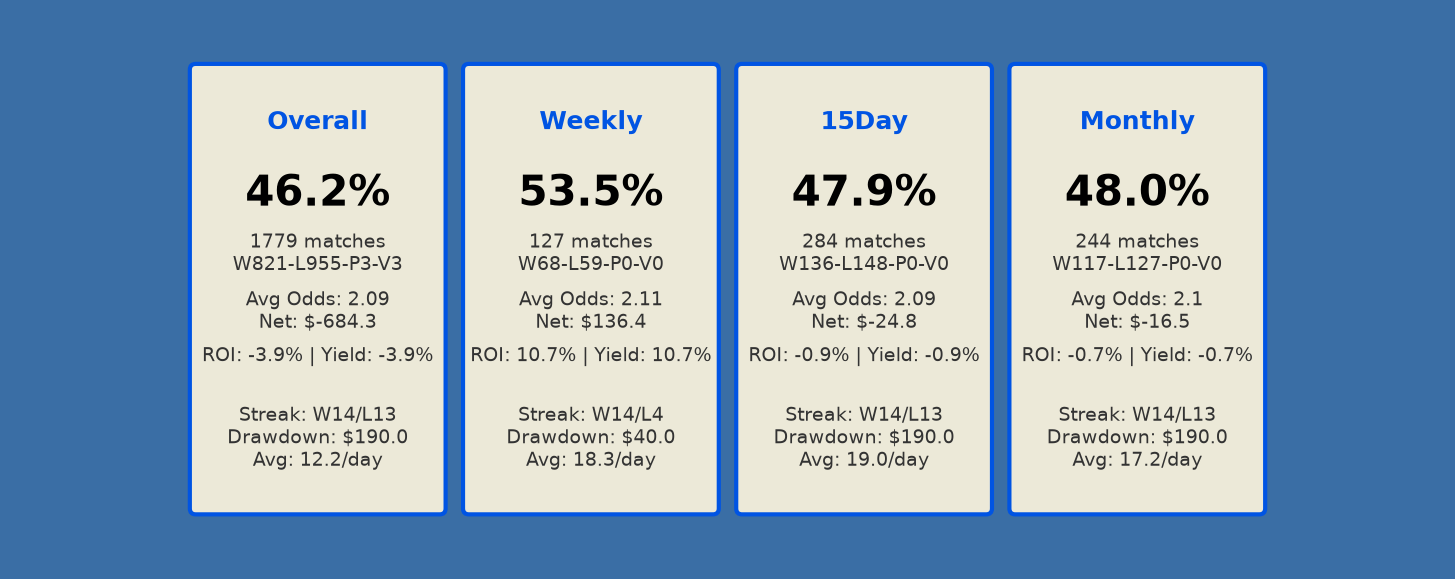 Overall
46.2%
1779 matches
W821-L955-P3-V3
Avg Odds: 2.09
Net: $-684.3
ROI: -3.9% | Yield: -3.9%
Streak: W14/L13
Drawdown: $190.0
Avg: 12.2/day
Weekly
53.5%
127 matches
W68-L59-P0-V0
Avg Odds: 2.11
Net: $136.4
ROI: 10.7% | Yield: 10.7%
Streak: W14/L4
Drawdown: $40.0
Avg: 18.3/day
15Day
47.9%
284 matches
W136-L148-P0-V0
Avg Odds: 2.09
Net: $-24.8
ROI: -0.9% | Yield: -0.9%
Streak: W14/L13
Drawdown: $190.0
Avg: 19.0/day
Monthly
48.0%
244 matches
W117-L127-P0-V0
Avg Odds: 2.1
Net: $-16.5
ROI: -0.7% | Yield: -0.7%
Streak: W14/L13
Drawdown: $190.0
Avg: 17.2/day